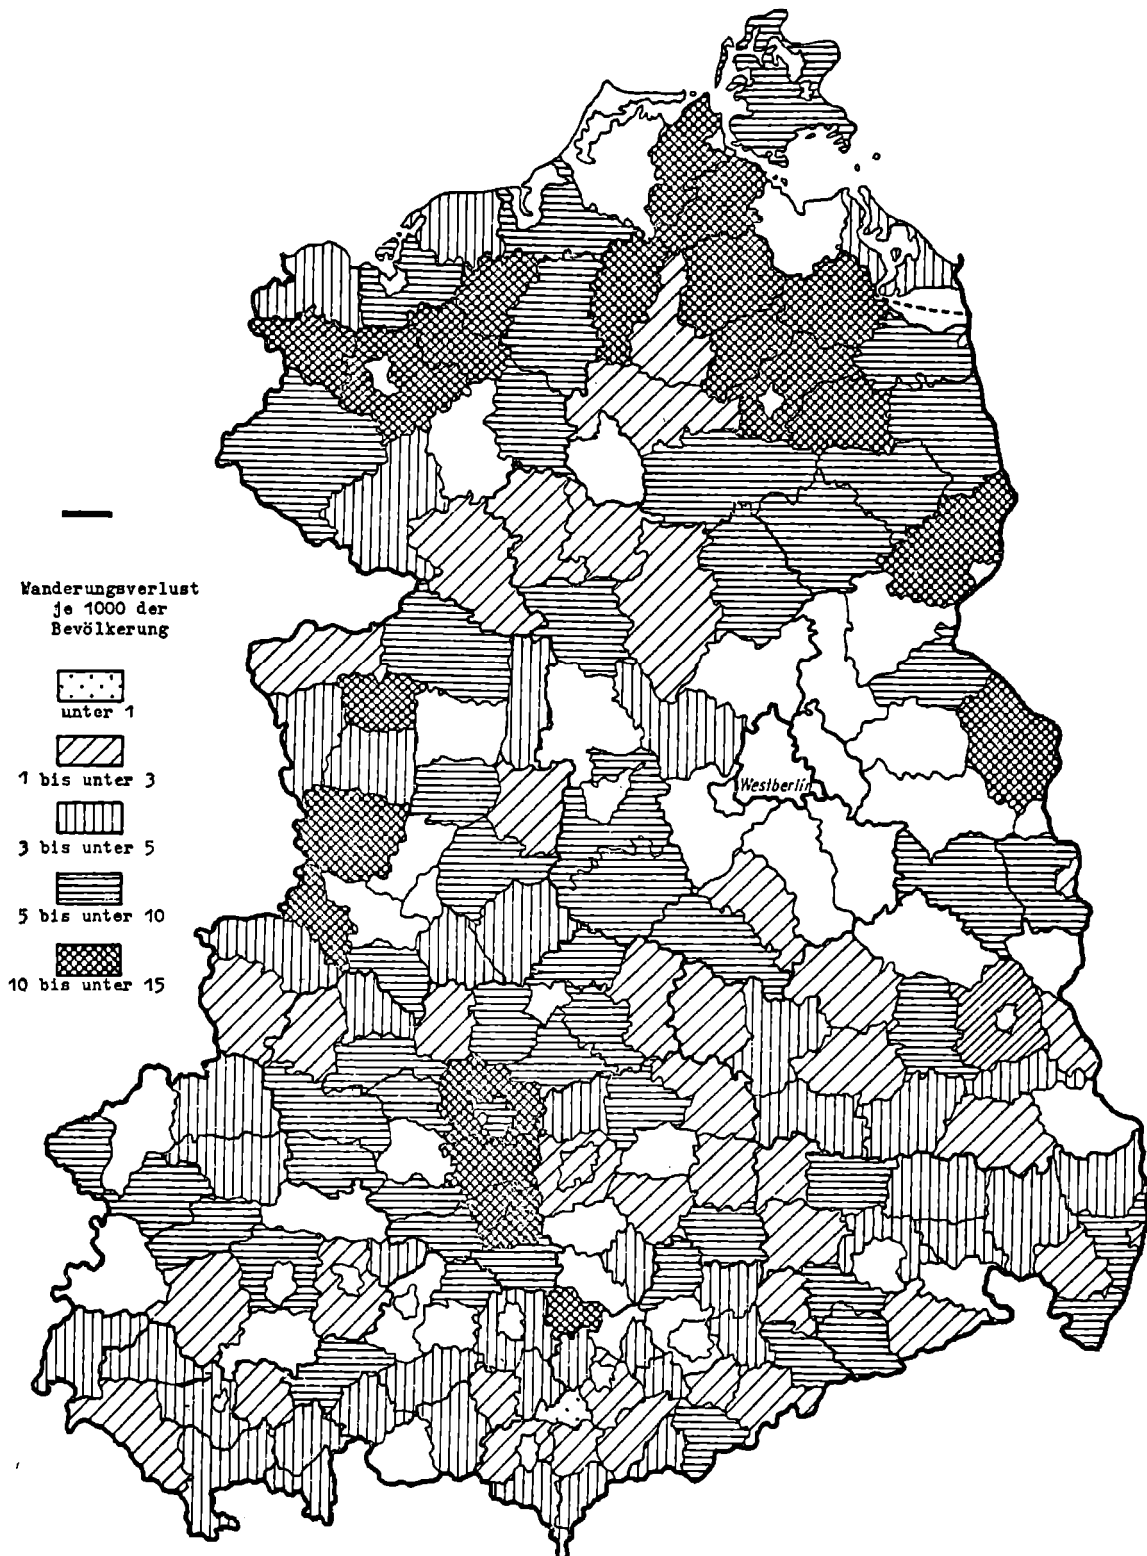 Wanderungsverlust
je 1000 der
Bevölkerung
unter 1
1 bis unter 3
3 bis unter 5
5 bis unter 10
10 bis unter 15
Westberlin